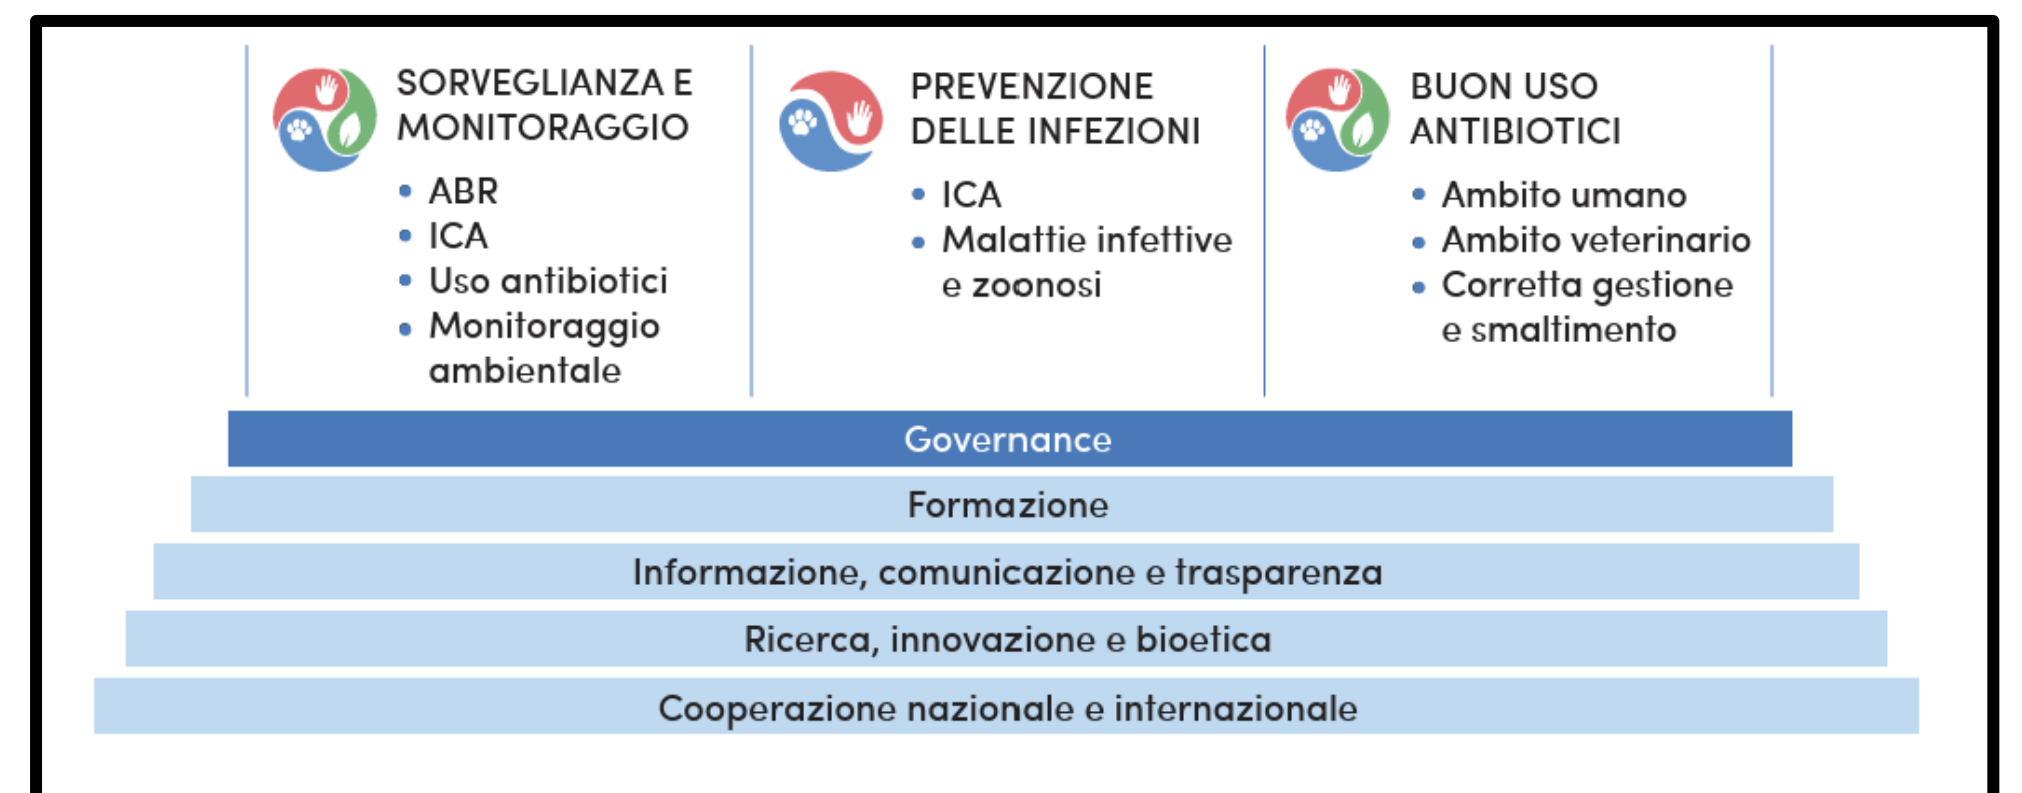 SORVEGLIANZA E
MONITORAGGIO
• ABR
• ICA
• Uso antibiotici
• Monitoraggio
ambientale
PREVENZIONE
DELLE INFEZIONI
• ICA
• Malattie infettive
e zoonosi
BUON USO
ANTIBIOTICI
• Ambito umano
• Ambito veterinario
• Corretta gestione
e smaltimento
Governance
Formazione
Informazione, comunicazione e trasparenza
Ricerca, innovazione e bioetica
Cooperazione nazionale e internazionale